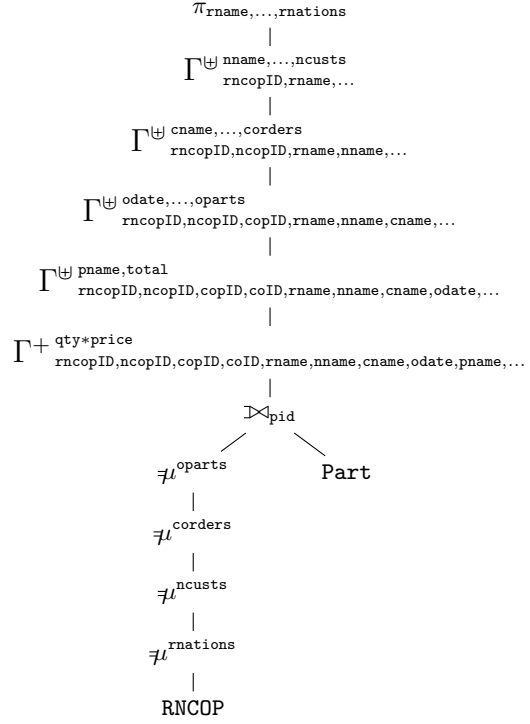 π rname,...,rnations
Γ⊎ nname,...,ncusts
rncopID,rname,...
Γ⊎ cname,...,corders
rncopID,ncopID,rname,nname,...
Γ⊎ odate,...,oparts
rncopID,ncopID,copID,rname,nname,cname,...
Γ⊎ pname,total
rncopID,ncopID,copID,coID,rname,nname,cname,odate,...
Γ+ qty*price
rncopID,ncopID,copID,coID,rname,nname,cname,odate,pname,...
⟕ pid
=μ oparts Part
=μ corders
=μ ncusts
=μ rnations
RNCOP